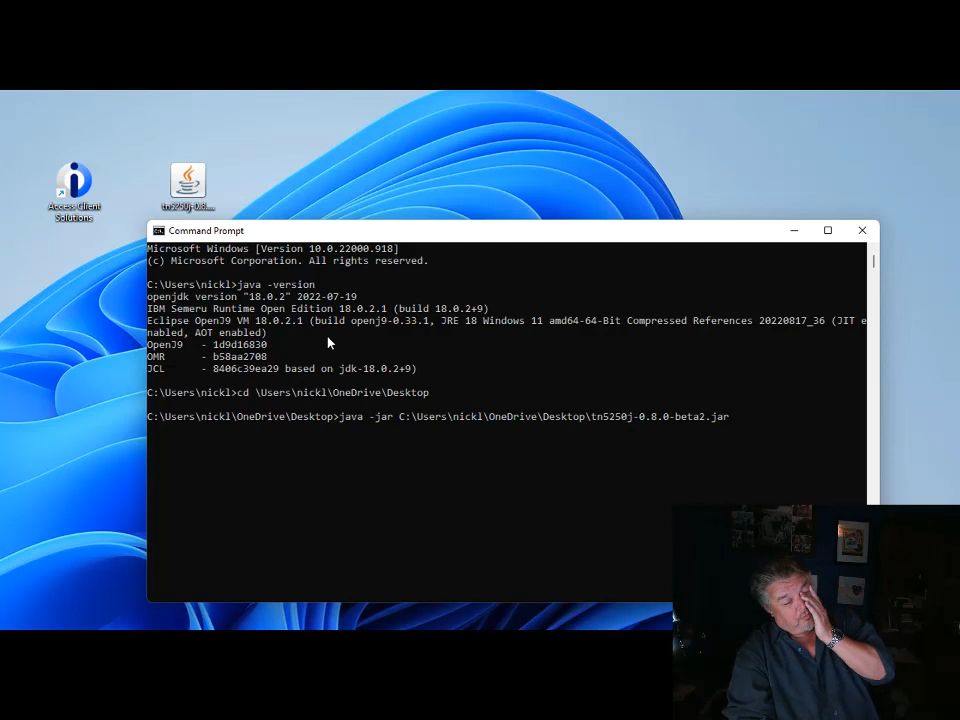 Access Client
Solutions
tn5250j-0.8....
Command Prompt
Microsoft Windows [Version 10.0.22000.918]
(c) Microsoft Corporation. All rights reserved.
C:\Users\nickl>java -version
openjdk version "18.0.2" 2022-07-19
IBM Semeru Runtime Open Edition 18.0.2.1 (build 18.0.2+9)
Eclipse OpenJ9 VM 18.0.2.1 (build openj9-0.33.1, JRE 18 Windows 11 amd64-64-Bit Compressed References 20220817_36 (JIT e
nabled, AOT enabled)
OpenJ9   - 1d9d16830
OMR      - b58aa2708
JCL      - 8406c39ea29 based on jdk-18.0.2+9)
C:\Users\nickl>cd \Users\nickl\OneDrive\Desktop
C:\Users\nickl\OneDrive\Desktop>java -jar C:\Users\nickl\OneDrive\Desktop\tn5250j-0.8.0-beta2.jar